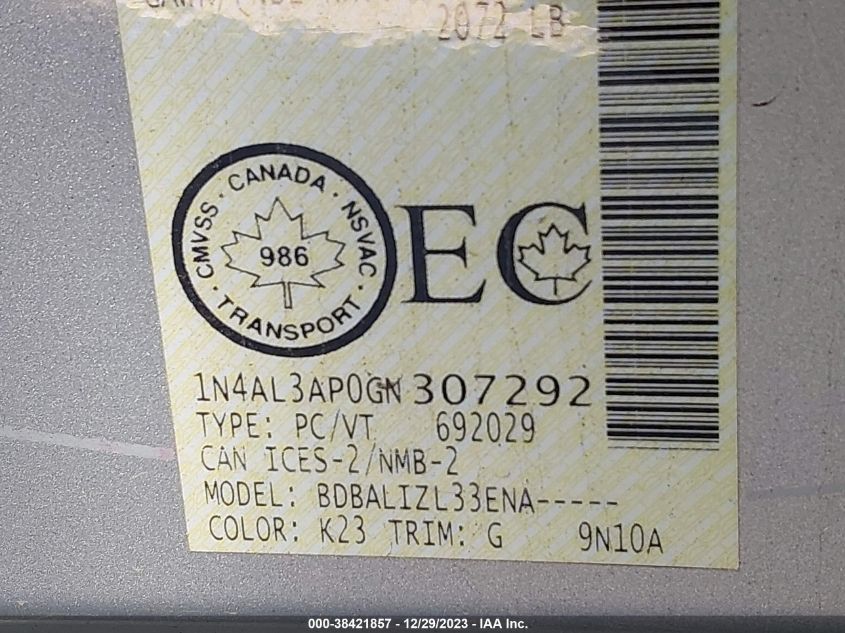 2072 LB
CMVSS · CANADA · NSVAC · TRANSPORT ·
986
EC
1N4AL3AP0GN307292
TYPE: PC/VT 692029
CAN ICES-2/NMB-2
MODEL: BDBALIZL33ENA-----
COLOR: K23 TRIM: G 9N10A
000-38421857 - 12/29/2023 - IAA Inc.